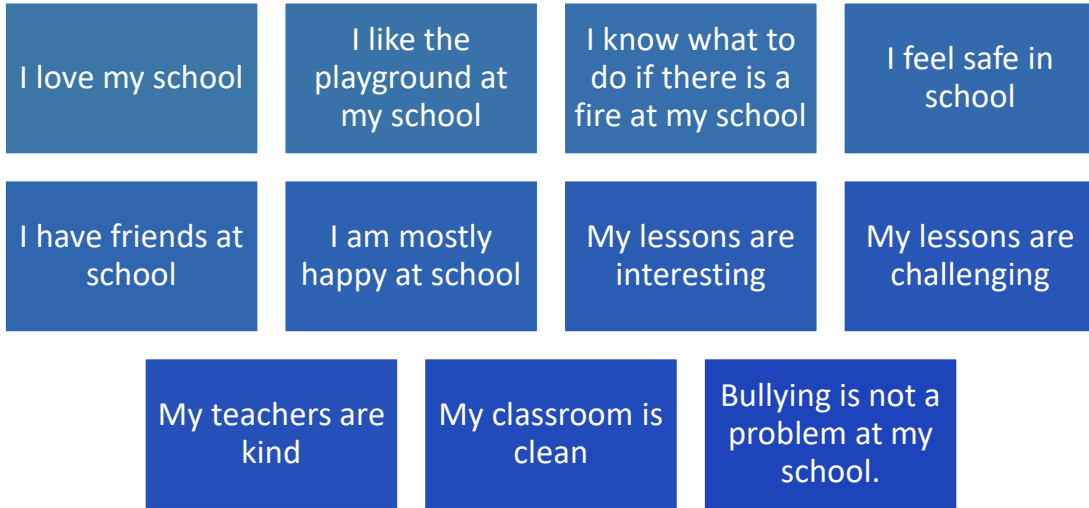 I love my school
I like the
playground at
my school
I know what to
do if there is a
fire at my school
I feel safe in
school
I have friends at
school
I am mostly
happy at school
My lessons are
interesting
My lessons are
challenging
My teachers are
kind
My classroom is
clean
Bullying is not a
problem at my
school.